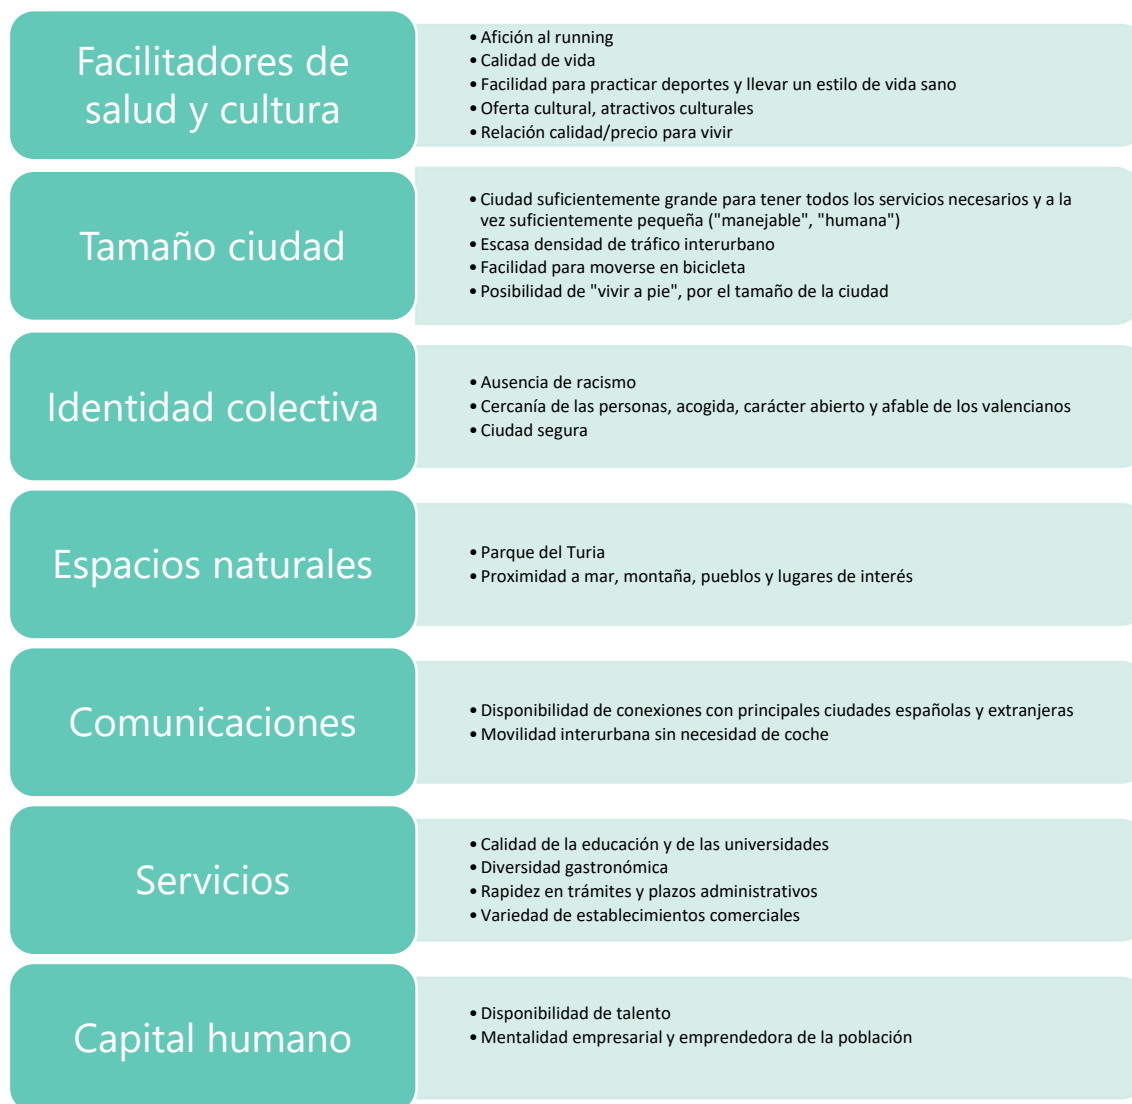 Facilitadores de
salud y cultura
• Afición al running
• Calidad de vida
• Facilidad para practicar deportes y llevar un estilo de vida sano
• Oferta cultural, atractivos culturales
• Relación calidad/precio para vivir
Tamaño ciudad
• Ciudad suficientemente grande para tener todos los servicios necesarios y a la
vez suficientemente pequeña ("manejable", "humana")
• Escasa densidad de tráfico interurbano
• Facilidad para moverse en bicicleta
• Posibilidad de "vivir a pie", por el tamaño de la ciudad
Identidad colectiva
• Ausencia de racismo
• Cercanía de las personas, acogida, carácter abierto y afable de los valencianos
• Ciudad segura
Espacios naturales
• Parque del Turia
• Proximidad a mar, montaña, pueblos y lugares de interés
Comunicaciones
• Disponibilidad de conexiones con principales ciudades españolas y extranjeras
• Movilidad interurbana sin necesidad de coche
Servicios
• Calidad de la educación y de las universidades
• Diversidad gastronómica
• Rapidez en trámites y plazos administrativos
• Variedad de establecimientos comerciales
Capital humano
• Disponibilidad de talento
• Mentalidad empresarial y emprendedora de la población